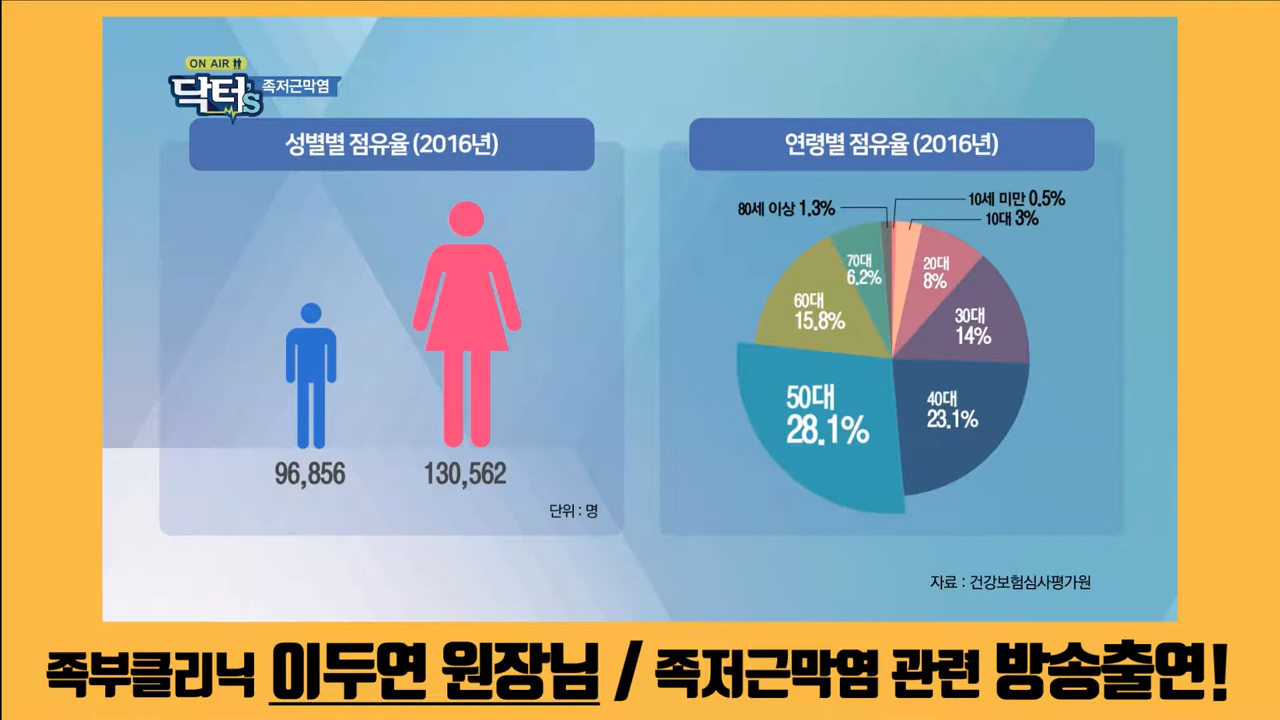 ON AIR
닥터's 족저근막염
성별별 점유율 (2016년)
96,856
130,562
단위 : 명
연령별 점유율 (2016년)
80세 이상 1.3%
10세 미만 0.5%
10대 3%
70대
6.2%
20대
8%
60대
15.8%
30대
14%
50대
28.1%
40대
23.1%
자료 : 건강보험심사평가원
족부클리닉 이두연 원장님 / 족저근막염 관련 방송출연!